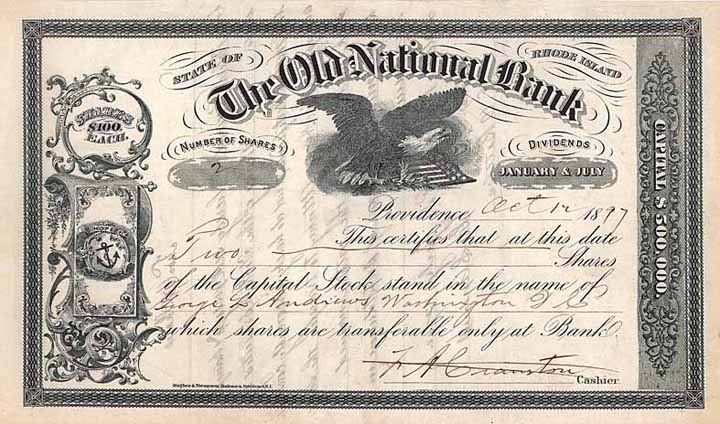 STATE OF
RHODE ISLAND
The Old National Bank
SHARES
$100.
EACH.
NUMBER OF SHARES
2
DIVIDENDS
JANUARY & JULY
CAPITAL $500,000.
HOPE
Providence Oct 12 1897
This certifies that at this date
Two Shares
of the Capital Stock stand in the name of
George L Andrews, Washington D C
which shares are transferable only at Bank.
F A Cranston
Cashier